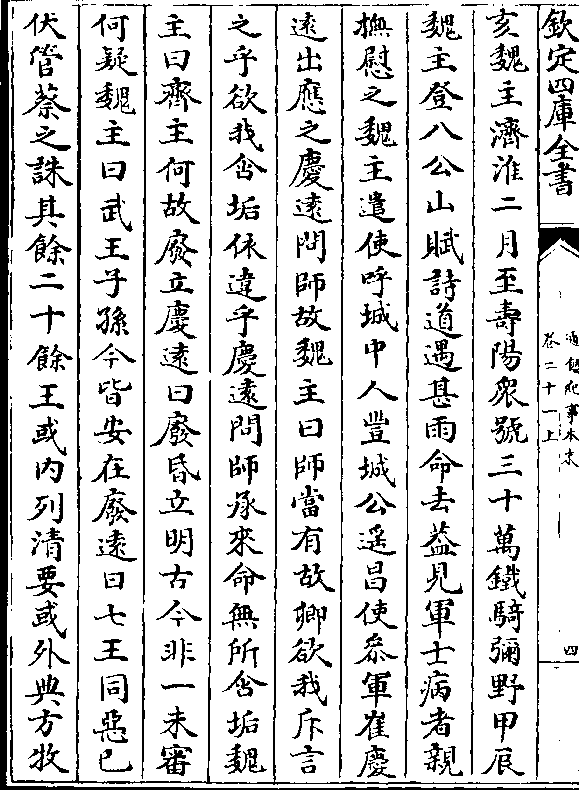 欽定四庫全書
通鑑紀事本末
卷二十一上
四
亥魏主濟淮二月至壽陽衆號三十萬鐵騎彌野甲辰
魏主登八公山賦詩道遇甚雨命去葢見軍士病者親
撫慰之魏主遣使呼城中人豐城公遥昌使叅軍崔慶
遠出應之慶遠問師故魏主曰師當有故卿欲我斥言
之乎欲我含垢依違乎慶遠問師承來命無所含垢魏
主曰齊主何故廢立慶遠曰廢昏立明古今非一未審
何疑魏主曰武王子孫今皆安在廢遠曰七王同惡已
伏管蔡之誅其餘二十餘王或内列清要或外典方牧